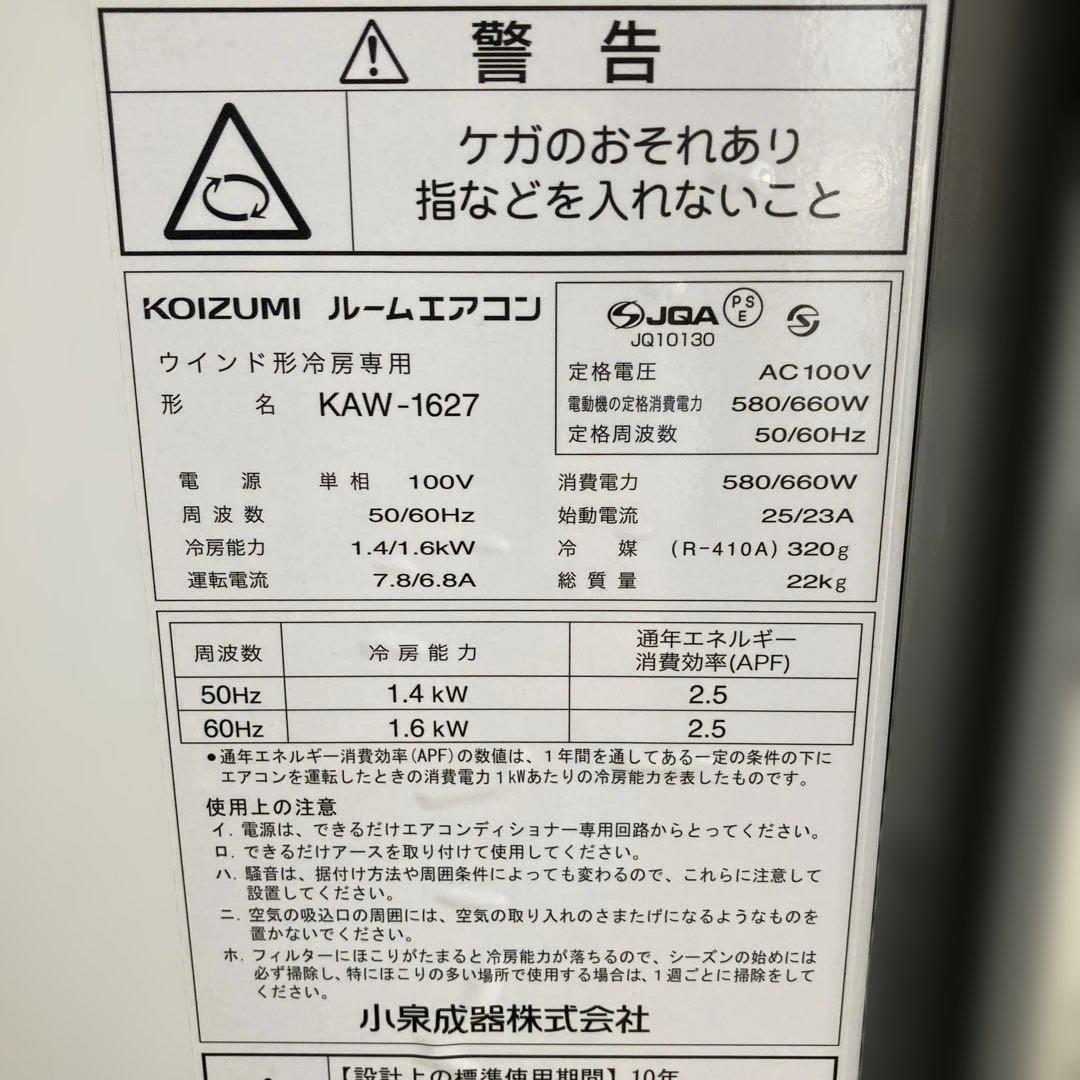 警告
ケガのおそれあり
指などを入れないこと
KOIZUMI ルームエアコン
ウインド形冷房専用
形名 KAW-1627
JQA PSE
JQ10130
定格電圧 AC100V
電動機の定格消費電力 580/660W
定格周波数 50/60Hz
電源 単相 100V
周波数 50/60Hz
冷房能力 1.4/1.6kW
運転電流 7.8/6.8A
消費電力 580/660W
始動電流 25/23A
冷媒 (R-410A) 320g
総質量 22kg
周波数 冷房能力 通年エネルギー
消費効率(APF)
50Hz 1.4 kW 2.5
60Hz 1.6 kW 2.5
●通年エネルギー消費効率(APF)の数値は、1年間を通してある一定の条件の下に
エアコンを運転したときの消費電力1kWあたりの冷房能力を表したものです。
使用上の注意
イ. 電源は、できるだけエアコンディショナー専用回路からとってください。
ロ. できるだけアースを取り付けて使用してください。
ハ. 騒音は、据付け方法や周囲条件によっても変わるので、これらに注意して
設置してください。
ニ. 空気の吸込口の周囲には、空気の取り入れのさまたげになるようなものを
置かないでください。
ホ. フィルターにほこりがたまると冷房能力が落ちるので、シーズンの始めには
必ず掃除し、特にほこりの多い場所で使用する場合は、1週ごとに掃除をして
ください。
小泉成器株式会社
【設計上の標準使用期間】10年